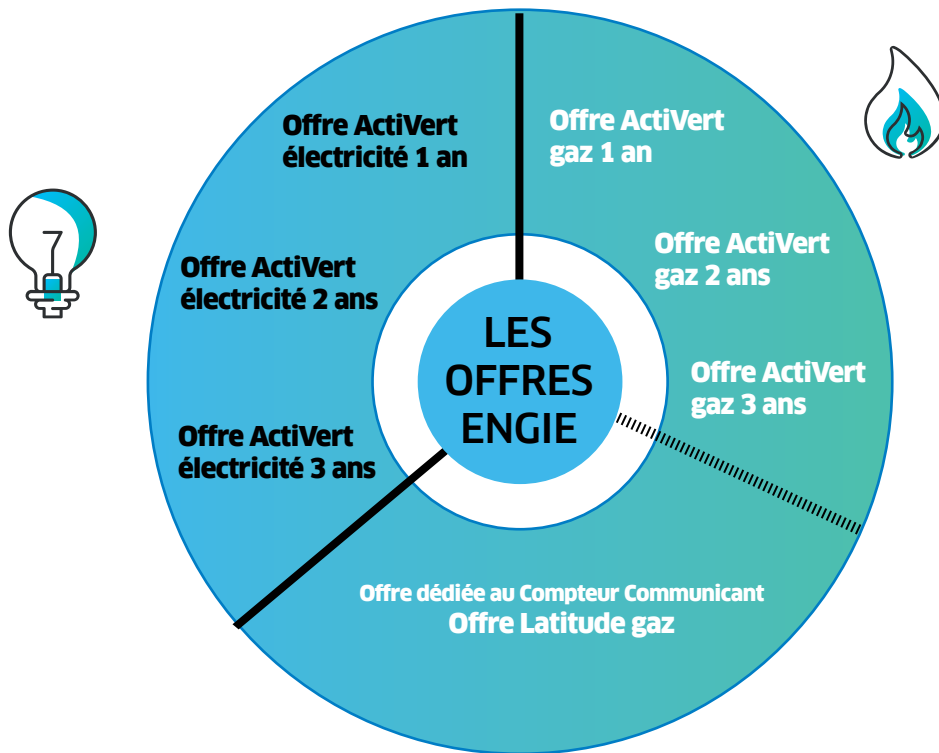 Offre ActiVert
électricité 1 an
Offre ActiVert
gaz 1 an
Offre ActiVert
électricité 2 ans
Offre ActiVert
gaz 2 ans
LES
OFFRES
ENGIE
Offre ActiVert
gaz 3 ans
Offre ActiVert
électricité 3 ans
Offre dédiée au Compteur Communicant
Offre Latitude gaz